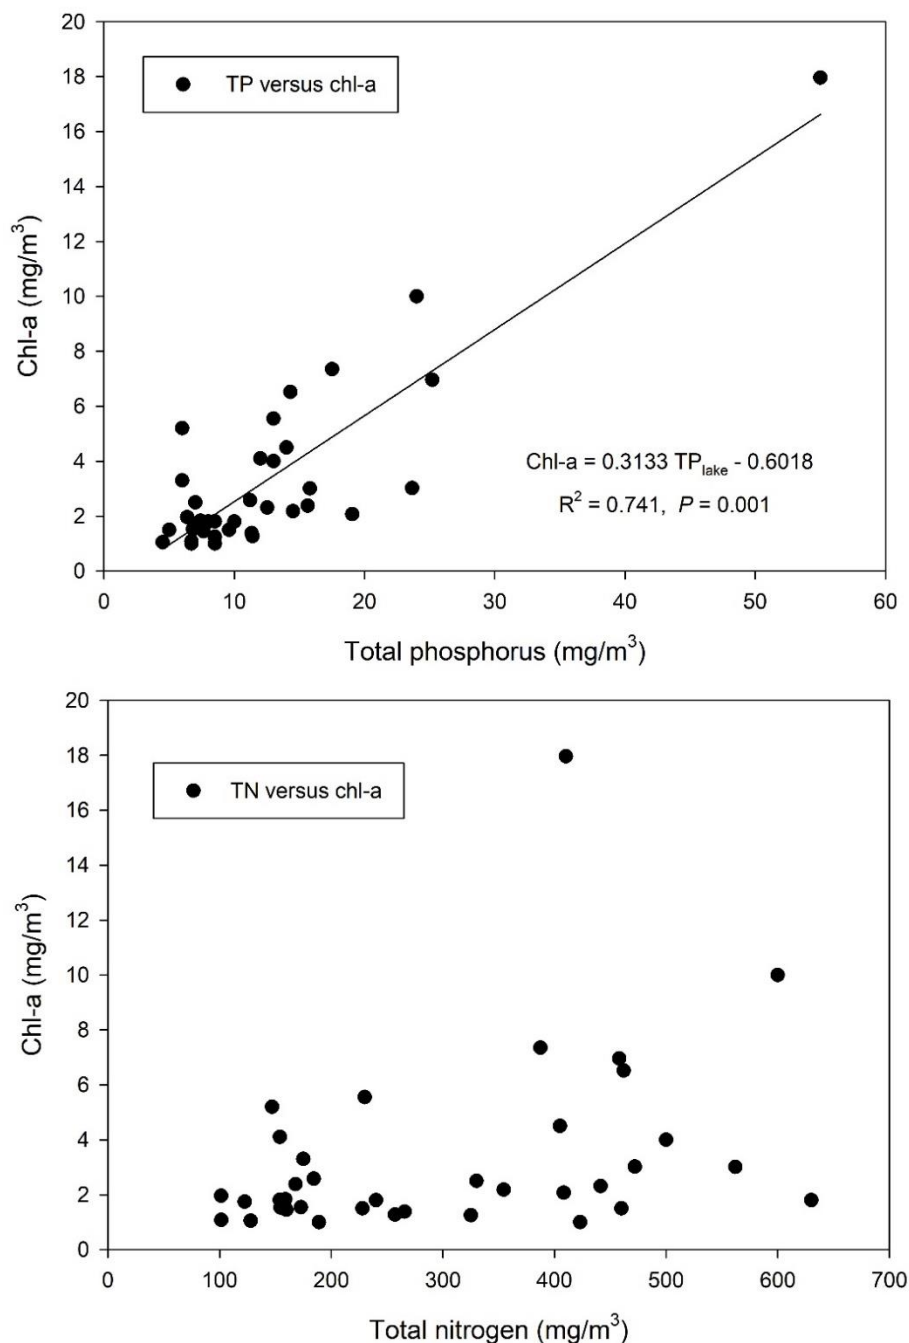 20
18
16
14
12
10
8
6
4
2
0
Chl-a (mg/m³)
TP versus chl-a
Chl-a = 0.3133 TPlake - 0.6018
R² = 0.741, P = 0.001
0 10 20 30 40 50 60
Total phosphorus (mg/m³)
20
18
16
14
12
10
8
6
4
2
0
Chl-a (mg/m³)
TN versus chl-a
0 100 200 300 400 500 600 700
Total nitrogen (mg/m³)